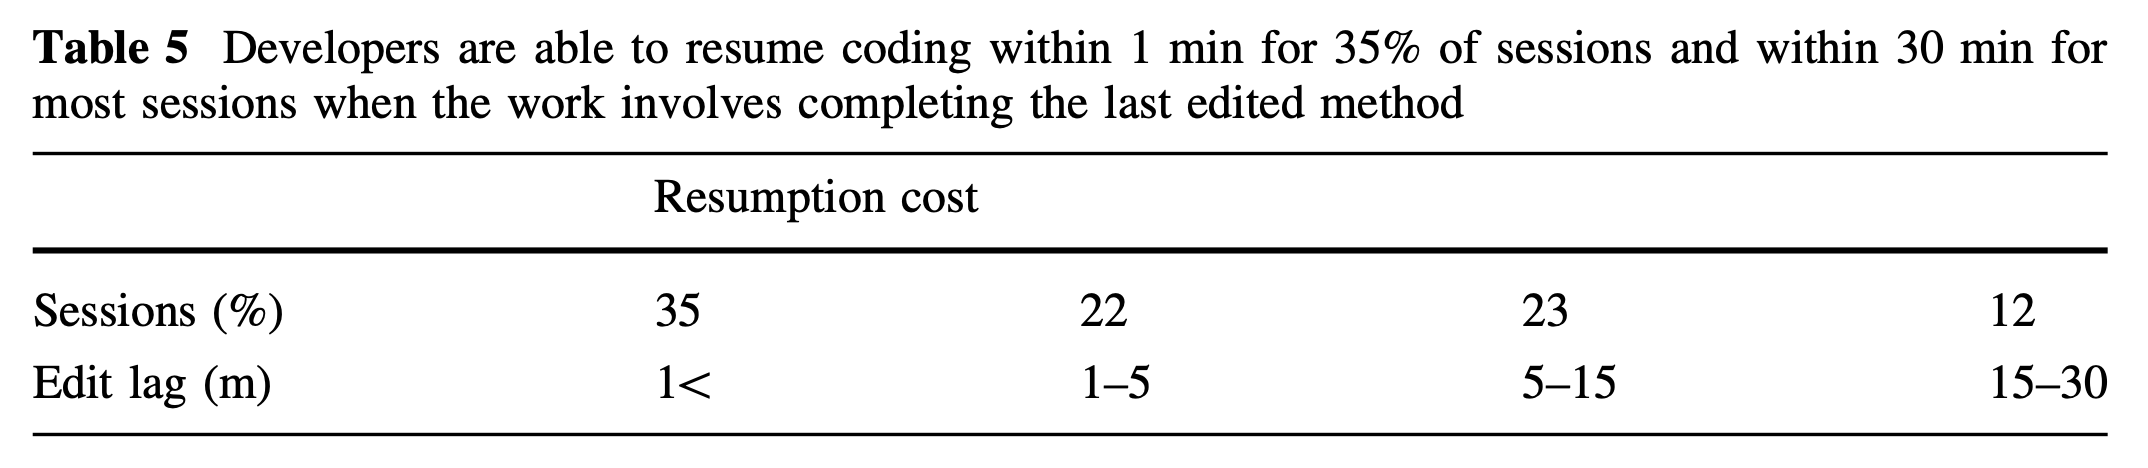 Table 5 Developers are able to resume coding within 1 min for 35% of sessions and within 30 min for
most sessions when the work involves completing the last edited method
Resumption cost
Sessions (%) 35 22 23 12
Edit lag (m) 1< 1–5 5–15 15–30